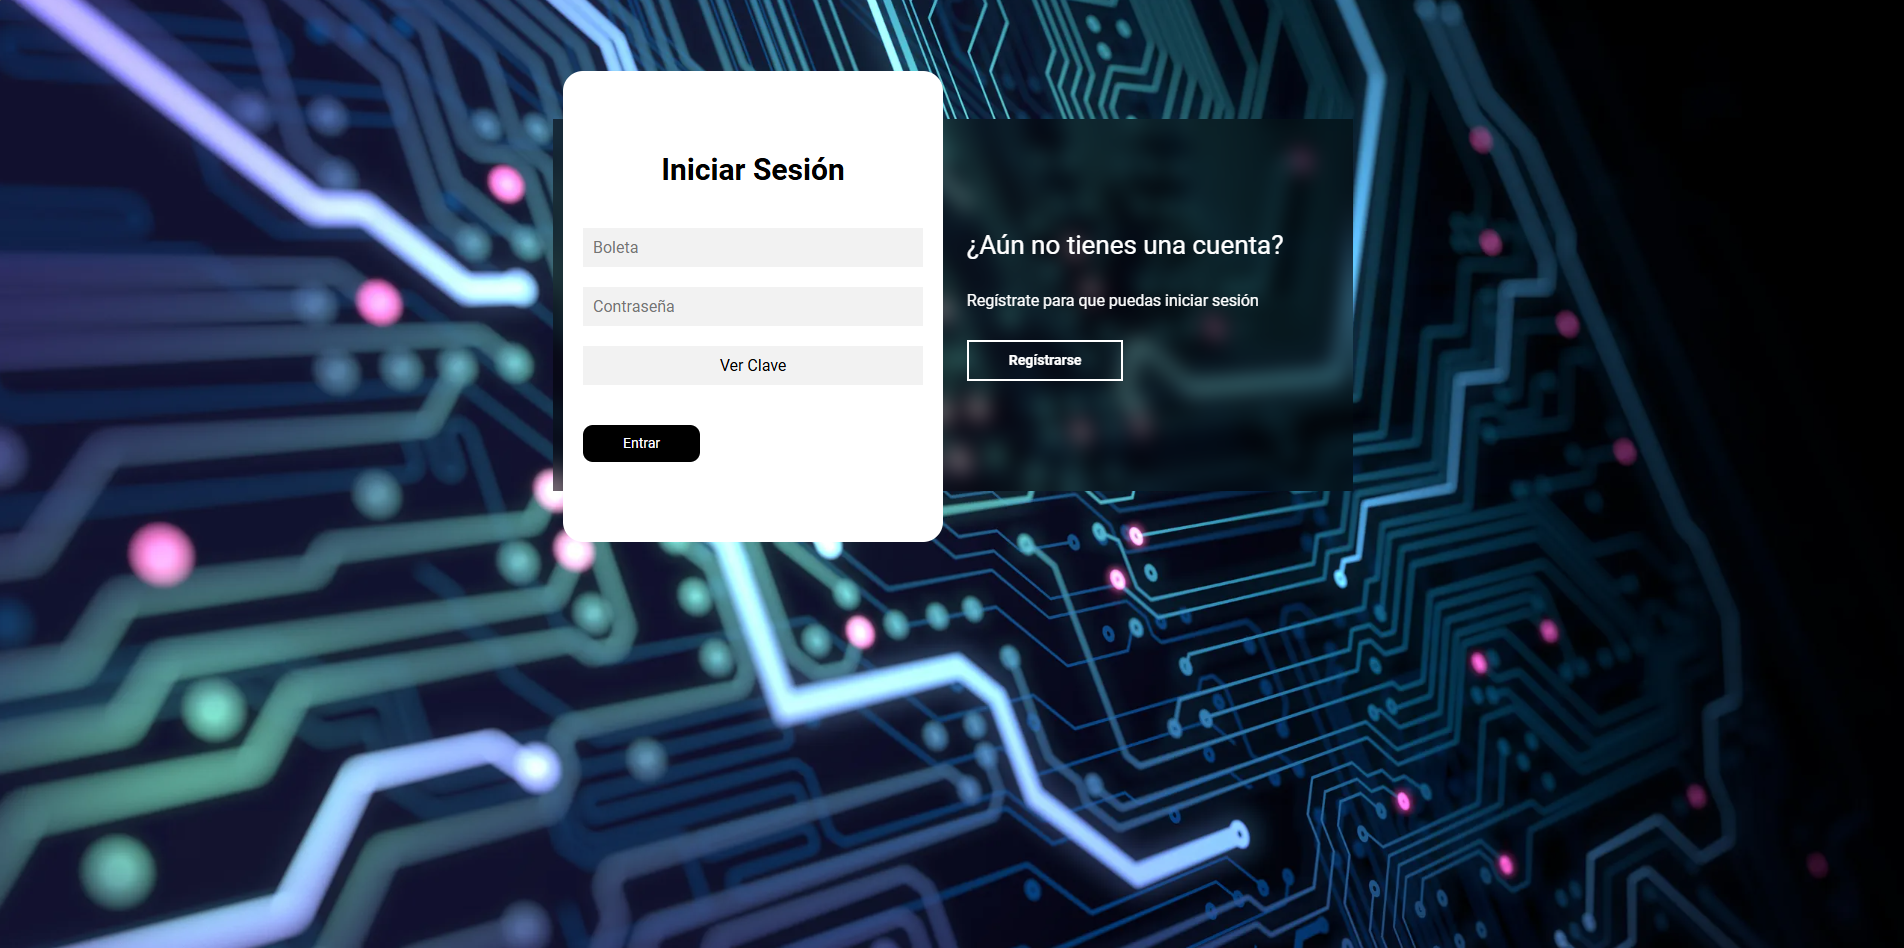 Iniciar Sesión
Boleta
Contraseña
Ver Clave
Entrar
¿Aún no tienes una cuenta?
Regístrate para que puedas iniciar sesión
Regístrarse